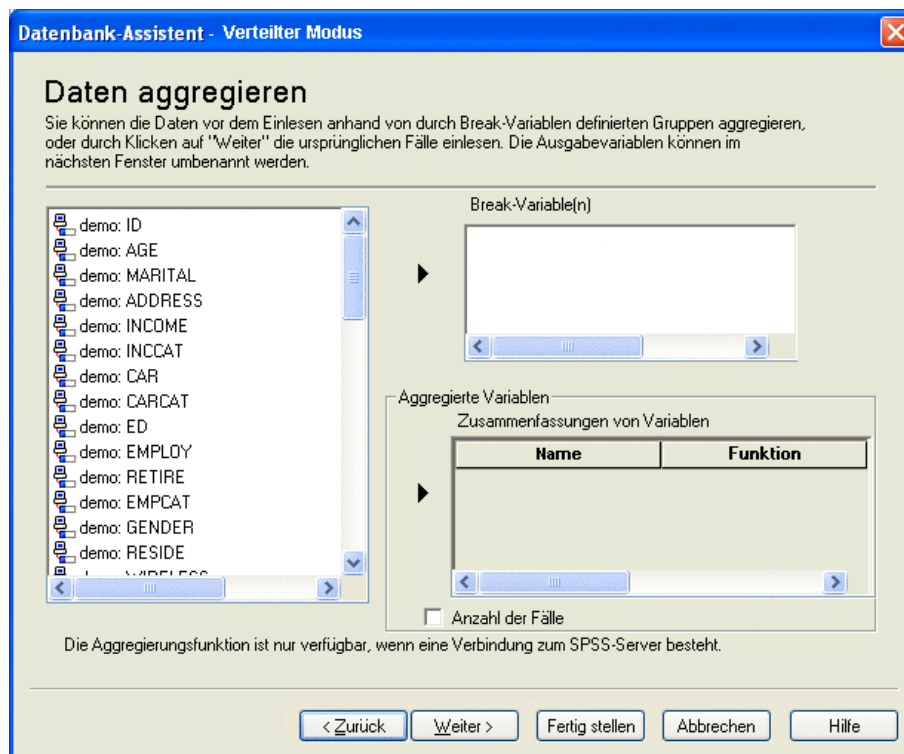 Datenbank-Assistent - Verteilter Modus
Daten aggregieren
Sie können die Daten vor dem Einlesen anhand von durch Break-Variablen definierten Gruppen aggregieren,
oder durch Klicken auf "Weiter" die ursprünglichen Fälle einlesen. Die Ausgabevariablen können im
nächsten Fenster umbenannt werden.
demo: ID
demo: AGE
demo: MARITAL
demo: ADDRESS
demo: INCOME
demo: INCCAT
demo: CAR
demo: CARCAT
demo: ED
demo: EMPLOY
demo: RETIRE
demo: EMPCAT
demo: GENDER
demo: RESIDE
demo: WIRELESS
Break-Variable(n)
Aggregierte Variablen
Zusammenfassungen von Variablen
Name Funktion
Anzahl der Fälle
Die Aggregierungsfunktion ist nur verfügbar, wenn eine Verbindung zum SPSS-Server besteht.
< Zurück Weiter > Fertig stellen Abbrechen Hilfe